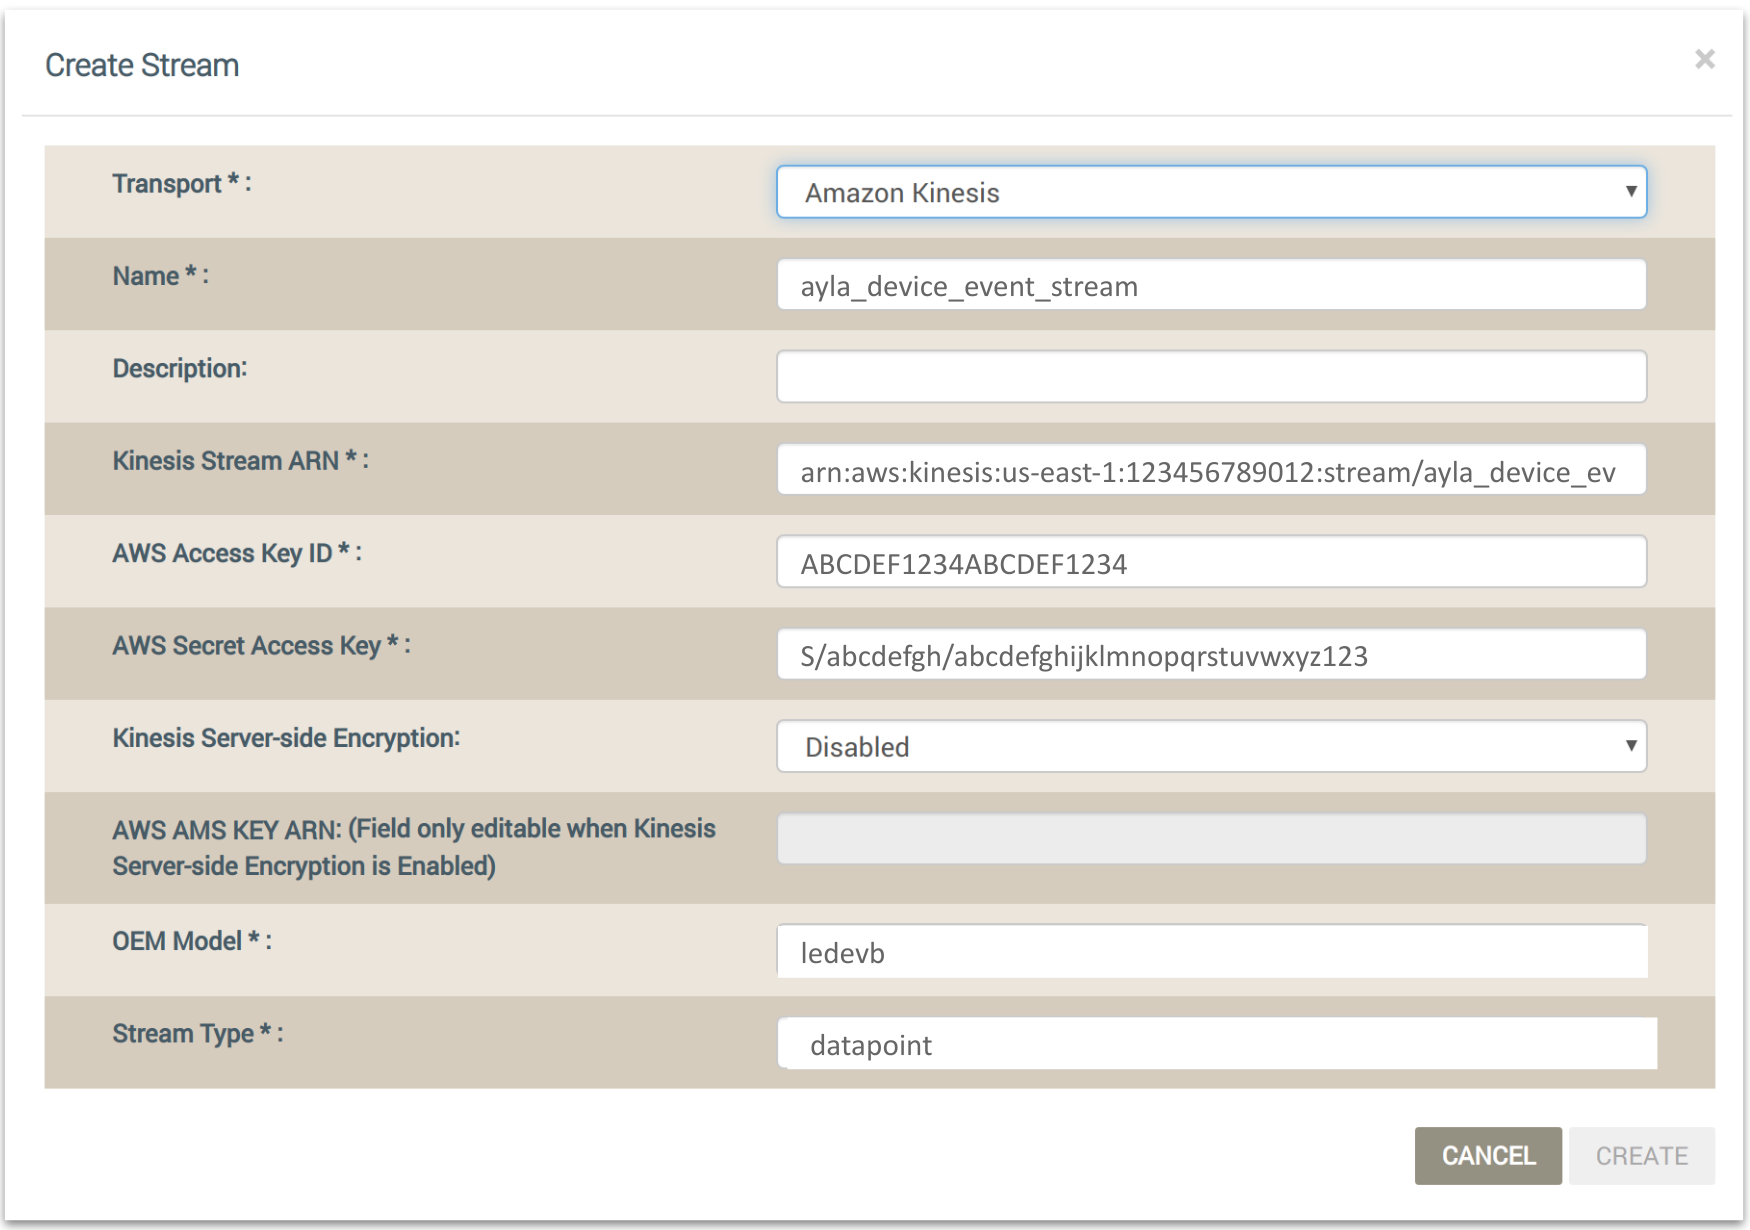 Create Stream ×
Transport * : Amazon Kinesis
Name * : ayla_device_event_stream
Description:
Kinesis Stream ARN * : arn:aws:kinesis:us-east-1:123456789012:stream/ayla_device_ev
AWS Access Key ID * : ABCDEF1234ABCDEF1234
AWS Secret Access Key * : S/abcdefgh/abcdefghijklmnopqrstuvwxyz123
Kinesis Server-side Encryption: Disabled
AWS AMS KEY ARN: (Field only editable when Kinesis
Server-side Encryption is Enabled)
OEM Model * : ledevb
Stream Type * : datapoint
CANCEL CREATE